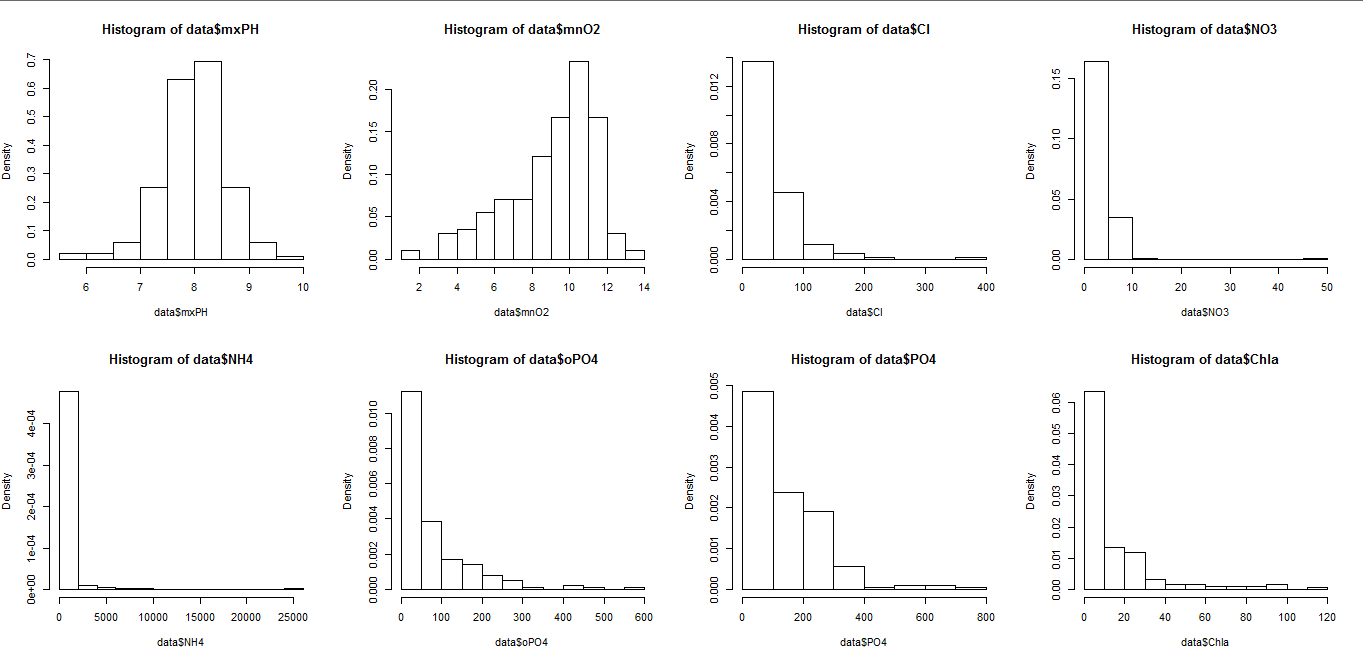 Histogram of data$mxPH
Density
0.0 0.1 0.2 0.3 0.4 0.5 0.6 0.7
6 7 8 9 10
data$mxPH
Histogram of data$mnO2
Density
0.00 0.05 0.10 0.15 0.20
2 4 6 8 10 12 14
data$mnO2
Histogram of data$Cl
Density
0.000 0.004 0.008 0.012
0 100 200 300 400
data$Cl
Histogram of data$NO3
Density
0.00 0.05 0.10 0.15
0 10 20 30 40 50
data$NO3
Histogram of data$NH4
Density
0e+00 1e-04 2e-04 3e-04 4e-04
0 5000 10000 15000 20000 25000
data$NH4
Histogram of data$oPO4
Density
0.000 0.002 0.004 0.006 0.008 0.010
0 100 200 300 400 500 600
data$oPO4
Histogram of data$PO4
Density
0.000 0.001 0.002 0.003 0.004 0.005
0 200 400 600 800
data$PO4
Histogram of data$Chla
Density
0.00 0.01 0.02 0.03 0.04 0.05 0.06
0 20 40 60 80 100 120
data$Chla